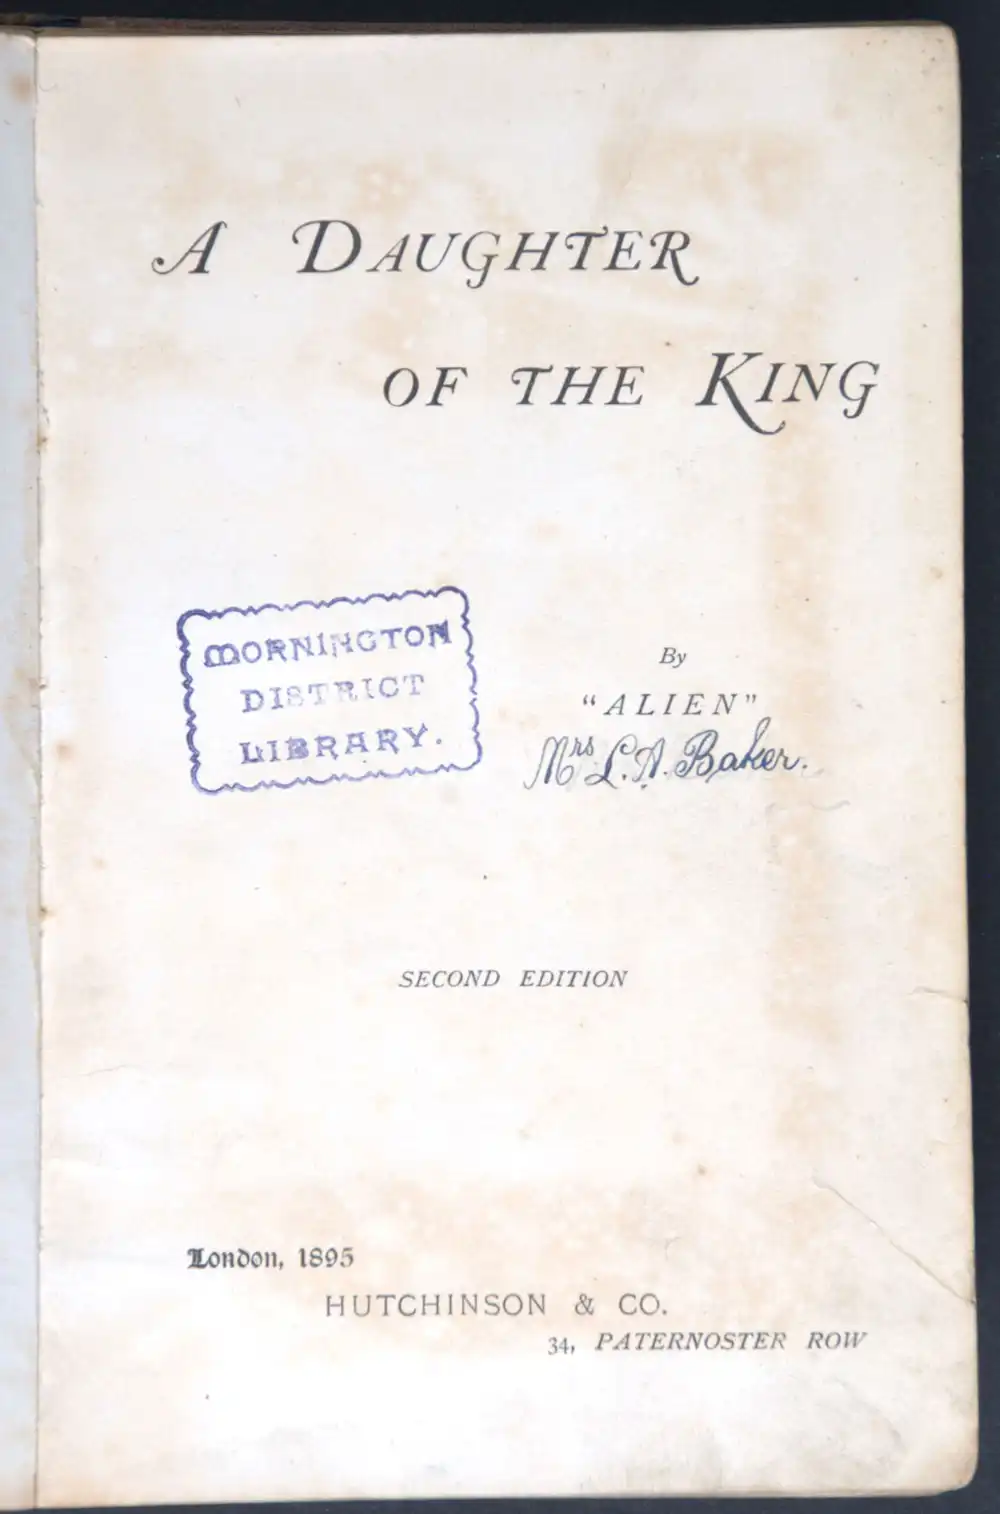 A DAUGHTER
OF THE KING
MORNINGTON
DISTRICT
LIBRARY.
By
"ALIEN"
Mrs L. A. Baker.
SECOND EDITION
London, 1895
HUTCHINSON & CO.
34, PATERNOSTER ROW